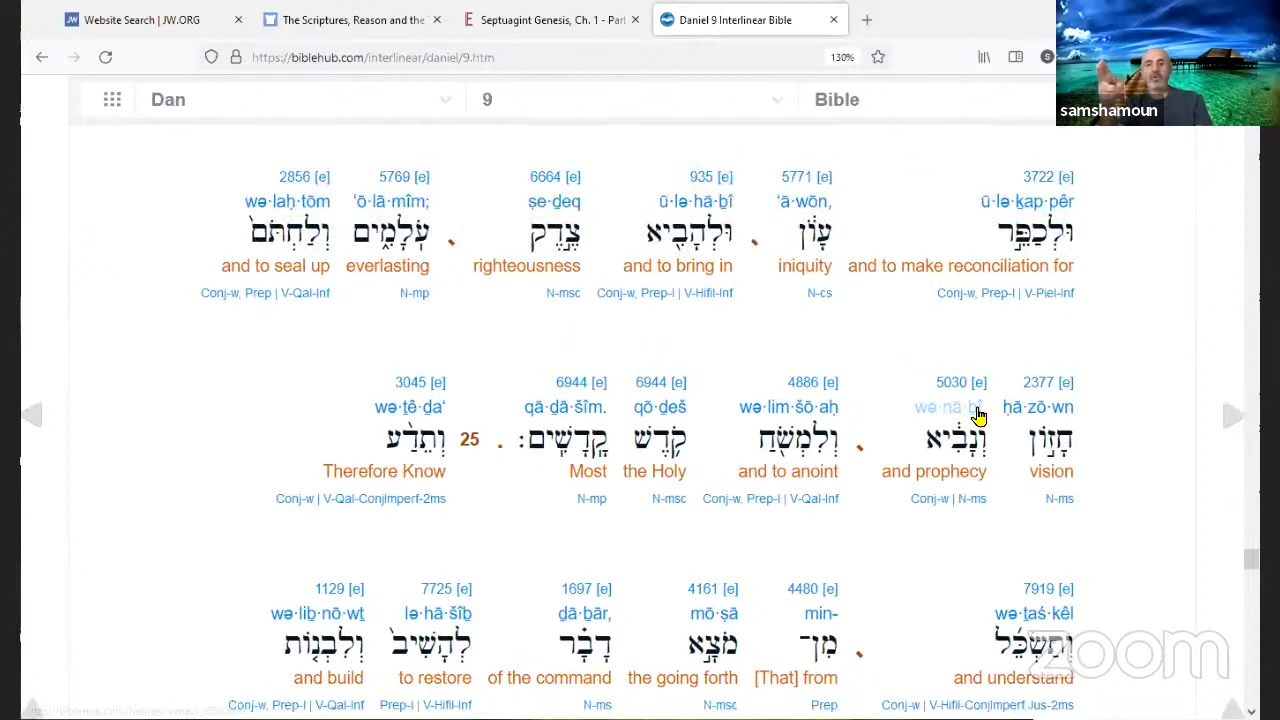 Website Search | JW.ORG
The Scriptures, Reason and the
Septuagint Genesis, Ch. 1 - Part
Daniel 9 Interlinear Bible
https://biblehub.com/interlinear/daniel/9.htm
130%
samshamoun
Dan 9 Bible
2856 [e] 5769 [e] 6664 [e] 935 [e] 5771 [e] 3722 [e]
wə·laḥ·tōm ‘ō·lā·mîm; ṣe·ḏeq ū·lə·hā·ḇî ‘ā·wōn, ū·lə·ḵap·pêr
וּלְכַפֵּ֣ר עָוֺ֔ן וּלְהָבִ֖יא צֶ֣דֶק עֹֽלָמִ֑ים וְלַחְתֹּם֙
and to seal up everlasting righteousness and to bring in iniquity and to make reconciliation for
Conj-w, Prep | V-Qal-Inf N-mp N-msc Conj-w, Prep-l | V-Hifil-Inf N-cs Conj-w, Prep-l | V-Piel-Inf
3045 [e] 6944 [e] 6944 [e] 4886 [e] 5030 [e] 2377 [e]
wə·ṯê·ḏa‘ qā·ḏā·šîm. qō·ḏeš wə·lim·šō·aḥ wə·nā·ḇî ḥā·zō·wn
חָז֣וֹן וְנָבִ֔יא וְלִמְשֹׁ֖חַ קֹ֥דֶשׁ קָֽדָשִֽׁים׃ 25 וְתֵדַ֨ע
Therefore Know Most the Holy and to anoint and prophecy vision
Conj-w | V-Qal-ConjImperf-2ms N-mp N-msc Conj-w, Prep-l | V-Qal-Inf Conj-w | N-ms N-ms
1129 [e] 7725 [e] 1697 [e] 4161 [e] 4480 [e] 7919 [e]
wə·liḇ·nō·wṯ lə·hā·šîḇ ḏā·ḇār, mō·ṣā min- wə·ṯaś·kêl
וְתַשְׂכֵּ֜ל מִן־ מֹצָ֣א דָבָ֗ר לְהָשִׁיב֙ וְלִבְנ֤וֹת
and build to restore of the command the going forth [That] from and understand
Conj-w, Prep-l | V-Qal-Inf Prep-l | V-Hifil-Inf N-ms N-msc Prep Conj-w | V-Hifil-ConjImperf.Jus-2ms
zoom